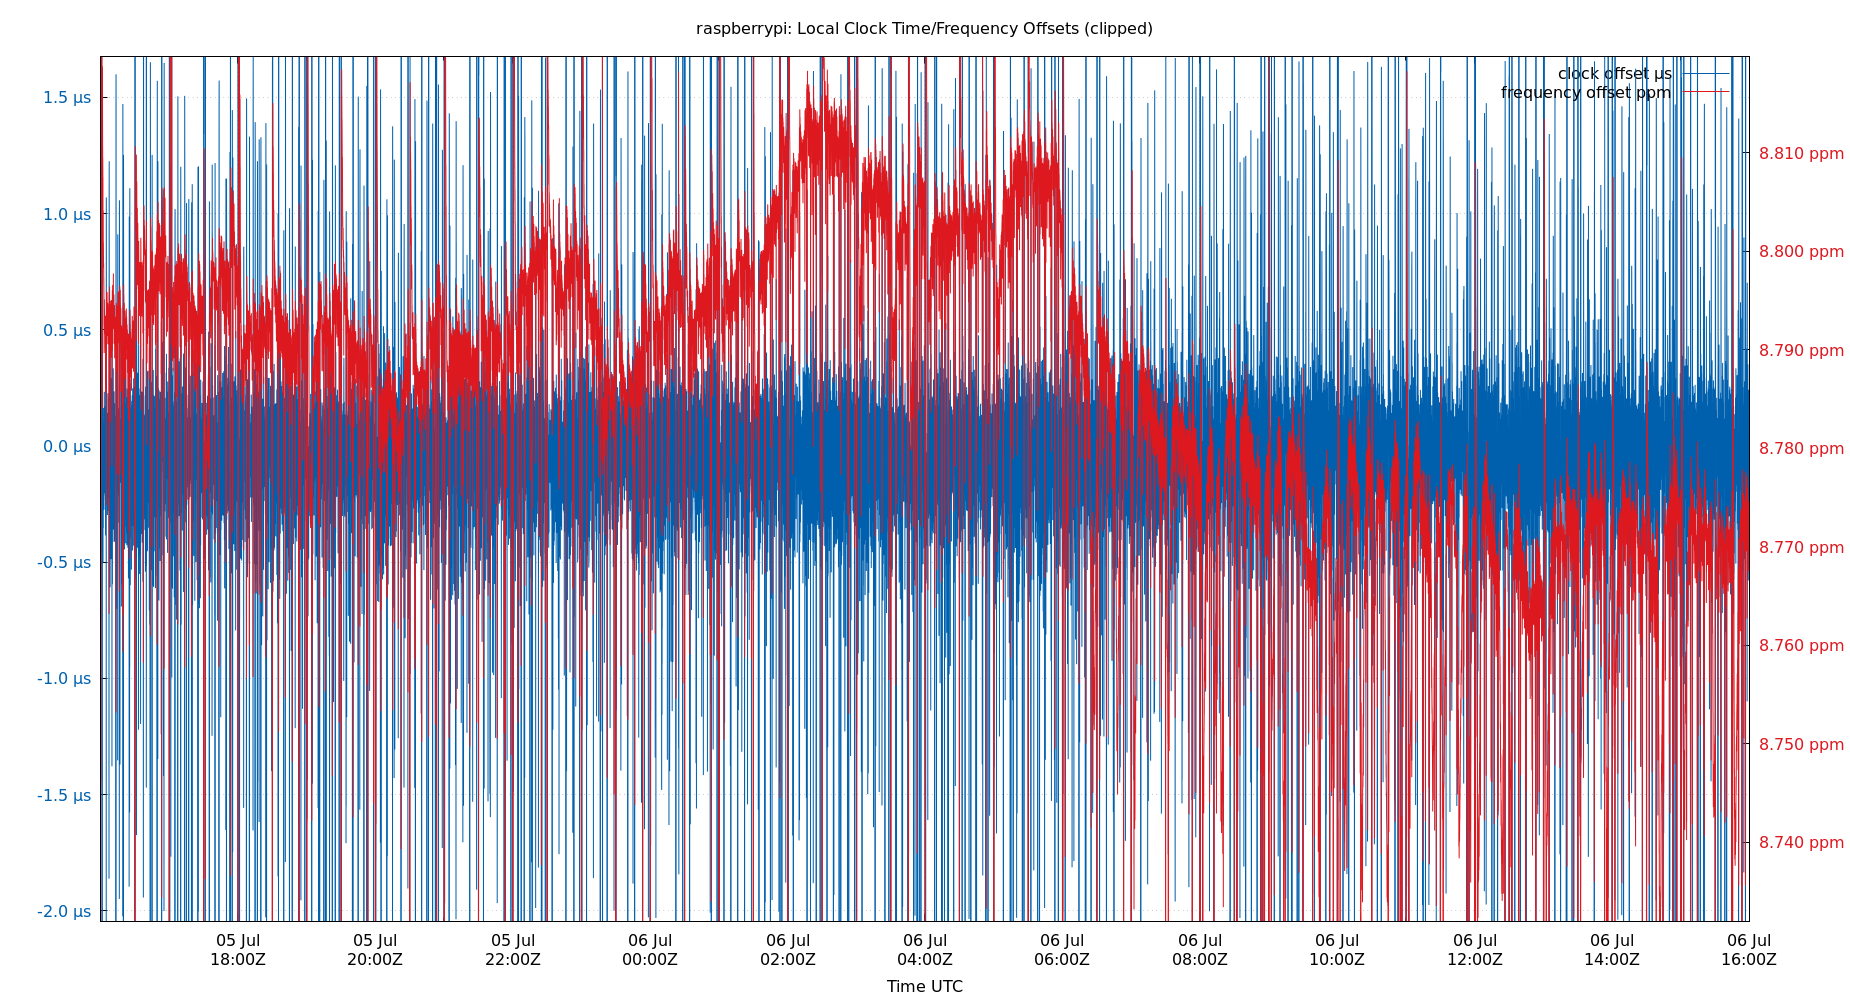 raspberrypi: Local Clock Time/Frequency Offsets (clipped)
clock offset µs
frequency offset ppm
1.5 µs
1.0 µs
0.5 µs
0.0 µs
-0.5 µs
-1.0 µs
-1.5 µs
-2.0 µs
8.810 ppm
8.800 ppm
8.790 ppm
8.780 ppm
8.770 ppm
8.760 ppm
8.750 ppm
8.740 ppm
05 Jul 05 Jul 05 Jul 06 Jul 06 Jul 06 Jul 06 Jul 06 Jul 06 Jul 06 Jul 06 Jul 06 Jul
18:00Z 20:00Z 22:00Z 00:00Z 02:00Z 04:00Z 06:00Z 08:00Z 10:00Z 12:00Z 14:00Z 16:00Z
Time UTC